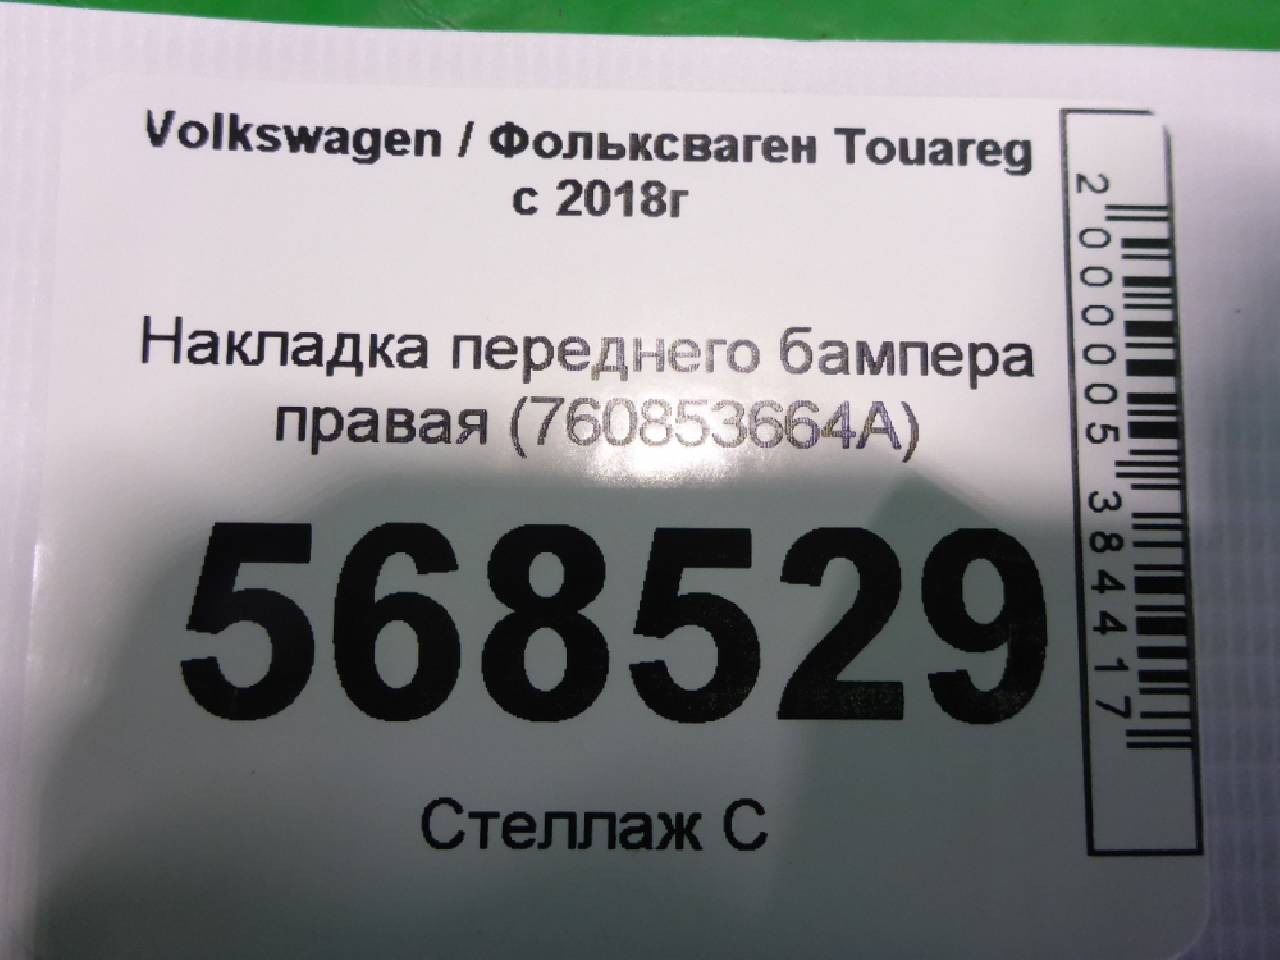 Volkswagen / Фольксваген Touareg
с 2018г
Накладка переднего бампера
правая (760853664A)
568529
Стеллаж С
2000005384417